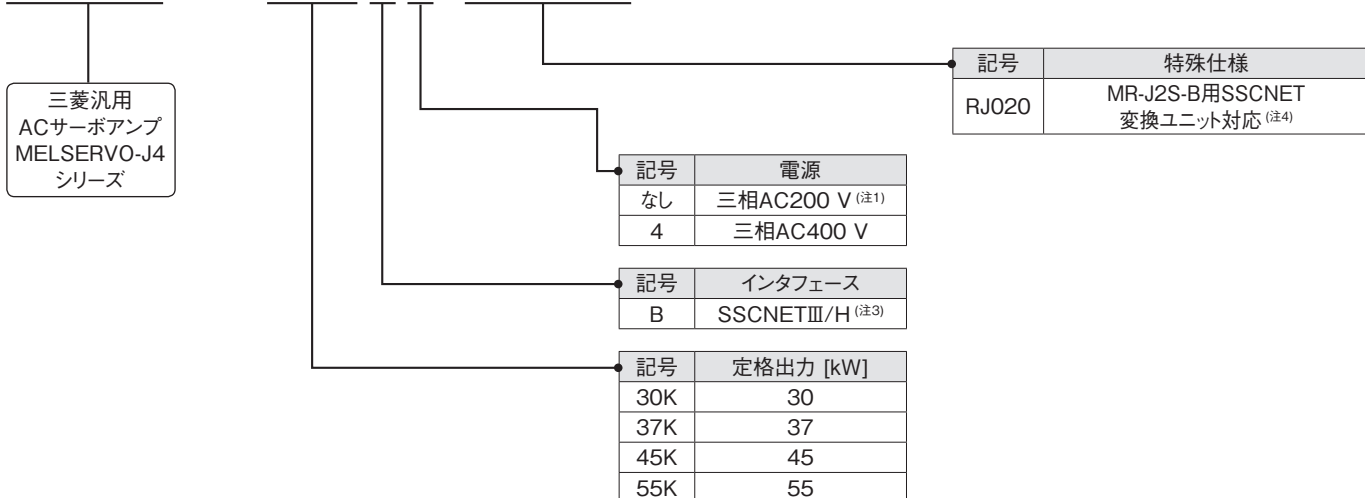 記号 特殊仕様
RJ020 MR-J2S-B用SSCNET
変換ユニット対応(注4)
三菱汎用
ACサーボアンプ
MELSERVO-J4
シリーズ
記号 電源
なし 三相AC200 V(注1)
4 三相AC400 V
記号 インタフェース
B SSCNETⅢ/H(注3)
記号 定格出力 [kW]
30K 30
37K 37
45K 45
55K 55